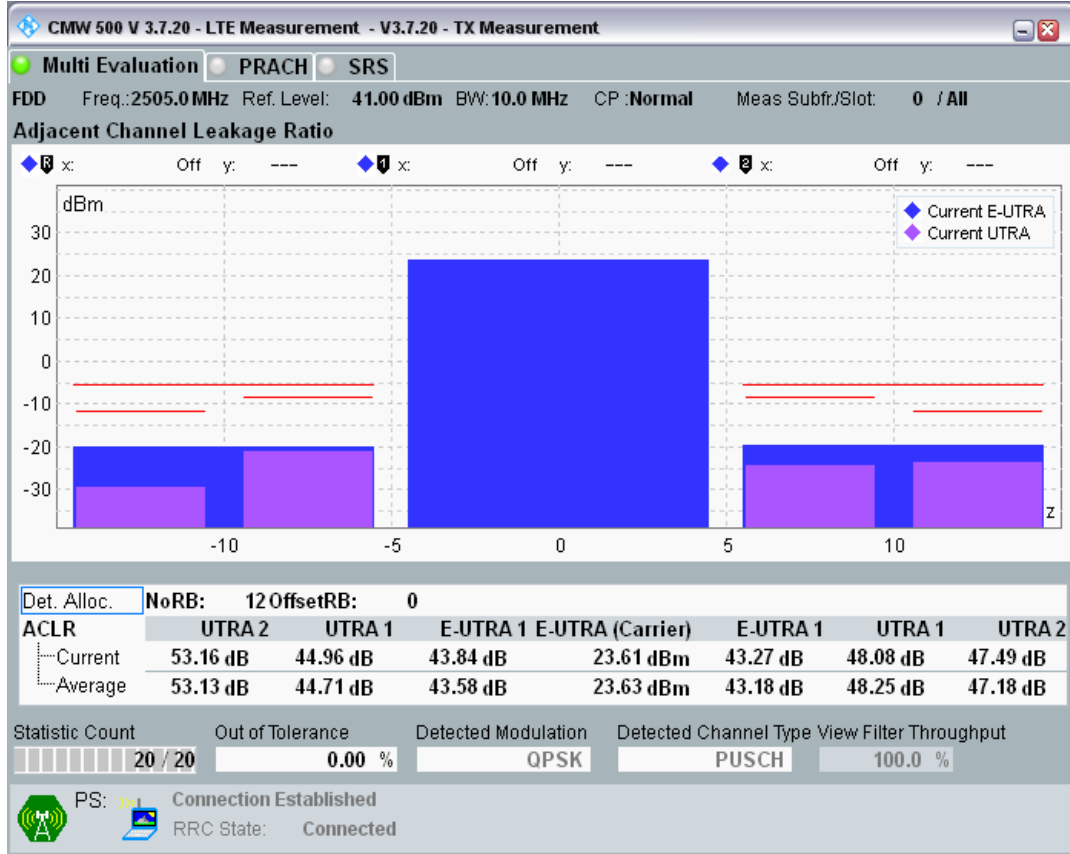 CMW 500 V 3.7.20 - LTE Measurement - V3.7.20 - TX Measurement
Multi Evaluation PRACH SRS
FDD Freq.:2505.0 MHz Ref. Level: 41.00 dBm BW: 10.0 MHz CP :Normal Meas Subfr./Slot: 0 / All
Adjacent Channel Leakage Ratio
R x: Off y: --- 1 x: Off y: --- 2 x: Off y: ---
dBm
Current E-UTRA
Current UTRA
30
20
10
0
-10
-20
-30
z
-10 -5 0 5 10
Det. Alloc. NoRB: 12 OffsetRB: 0
ACLR UTRA 2 UTRA 1 E-UTRA 1 E-UTRA (Carrier) E-UTRA 1 UTRA 1 UTRA 2
Current 53.16 dB 44.96 dB 43.84 dB 23.61 dBm 43.27 dB 48.08 dB 47.49 dB
Average 53.13 dB 44.71 dB 43.58 dB 23.63 dBm 43.18 dB 48.25 dB 47.18 dB
Statistic Count Out of Tolerance Detected Modulation Detected Channel Type View Filter Throughput
20 / 20 0.00 % QPSK PUSCH 100.0 %
PS: Connection Established
RRC State: Connected